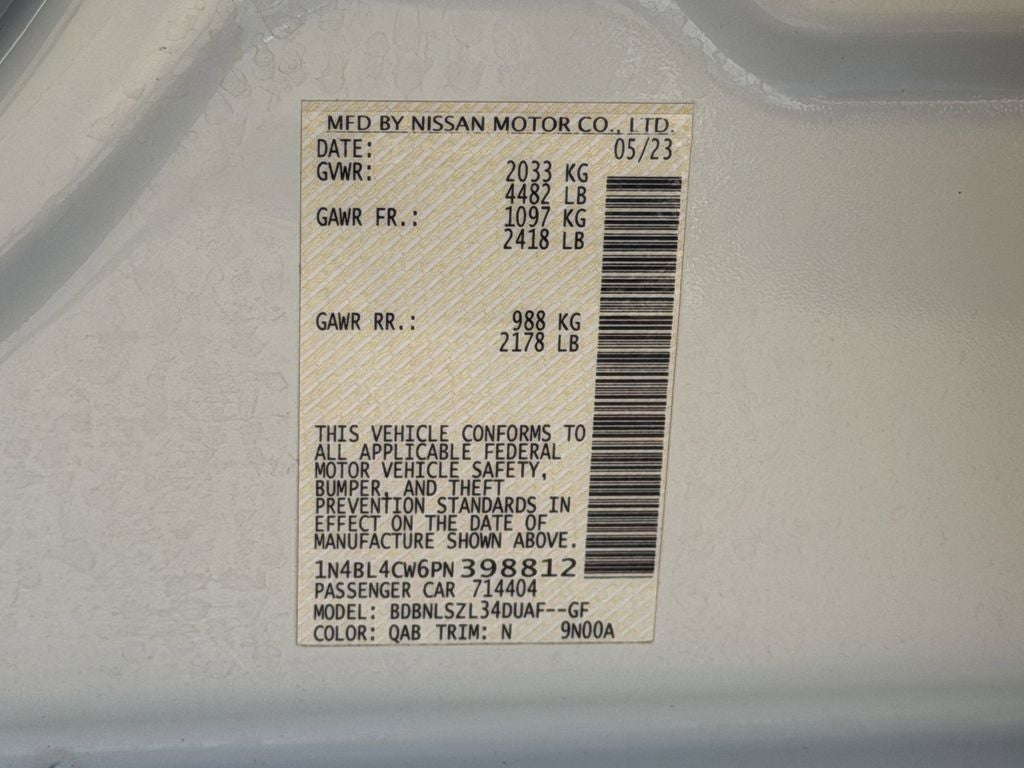 MFD BY NISSAN MOTOR CO., LTD.
DATE: 05/23
GVWR: 2033 KG
4482 LB
GAWR FR.: 1097 KG
2418 LB
GAWR RR.: 988 KG
2178 LB
THIS VEHICLE CONFORMS TO
ALL APPLICABLE FEDERAL
MOTOR VEHICLE SAFETY,
BUMPER, AND THEFT
PREVENTION STANDARDS IN
EFFECT ON THE DATE OF
MANUFACTURE SHOWN ABOVE.
1N4BL4CW6PN398812
PASSENGER CAR 714404
MODEL: BDBNLSZL34DUAF--GF
COLOR: QAB TRIM: N 9N00A